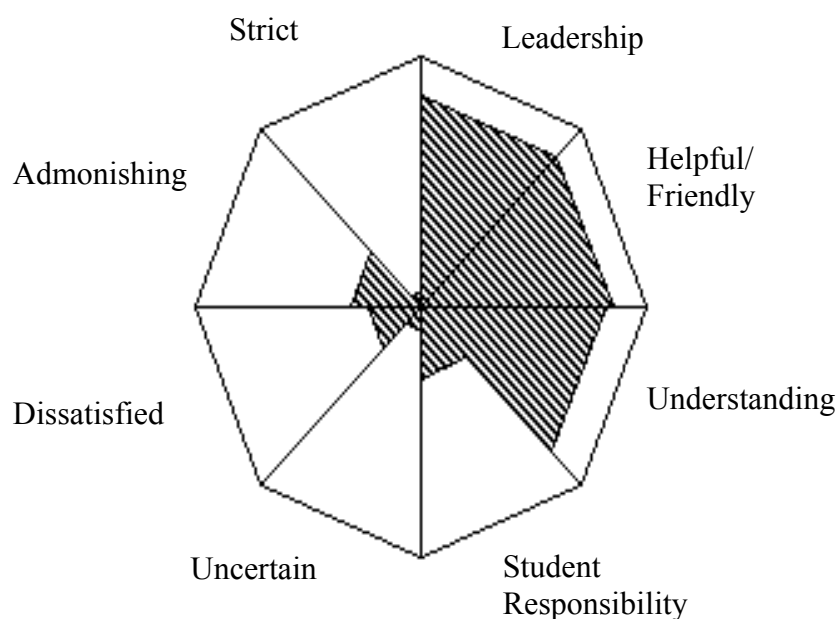 Strict
Leadership
Admonishing
Helpful/
Friendly
Dissatisfied
Understanding
Uncertain
Student
Responsibility